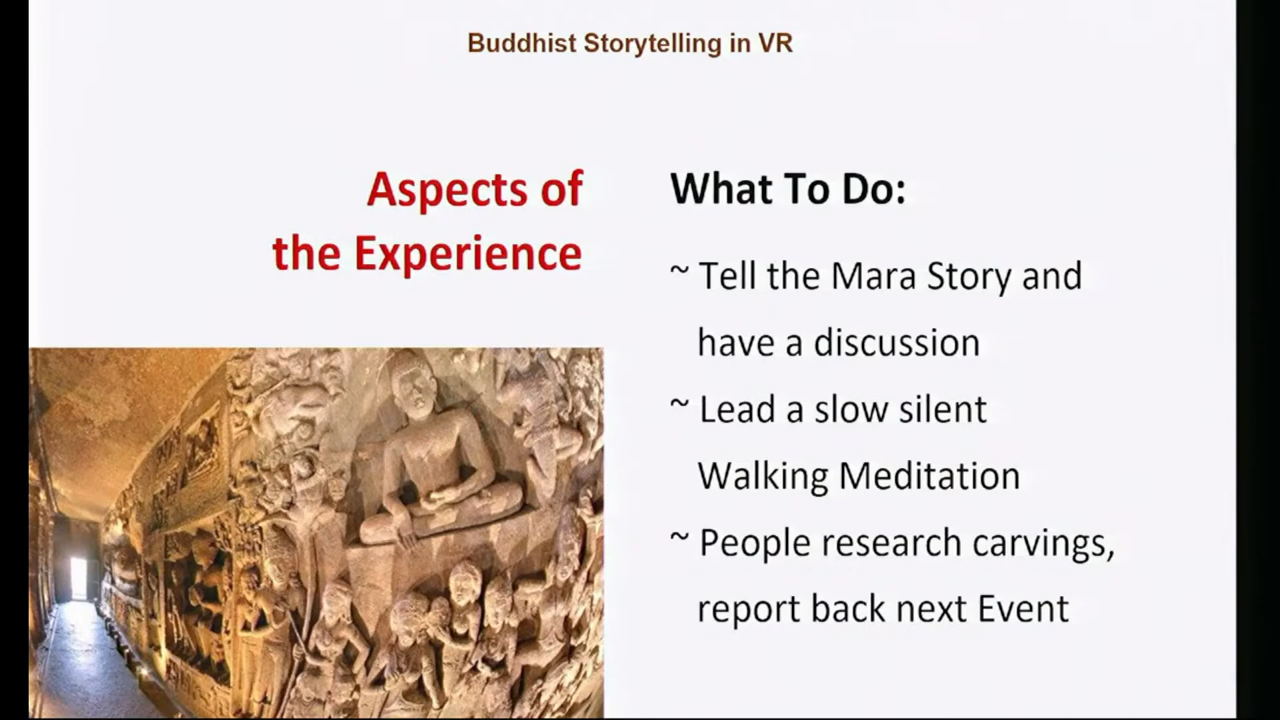 Buddhist Storytelling in VR
Aspects of
the Experience
What To Do:
~ Tell the Mara Story and
have a discussion
~ Lead a slow silent
Walking Meditation
~ People research carvings,
report back next Event